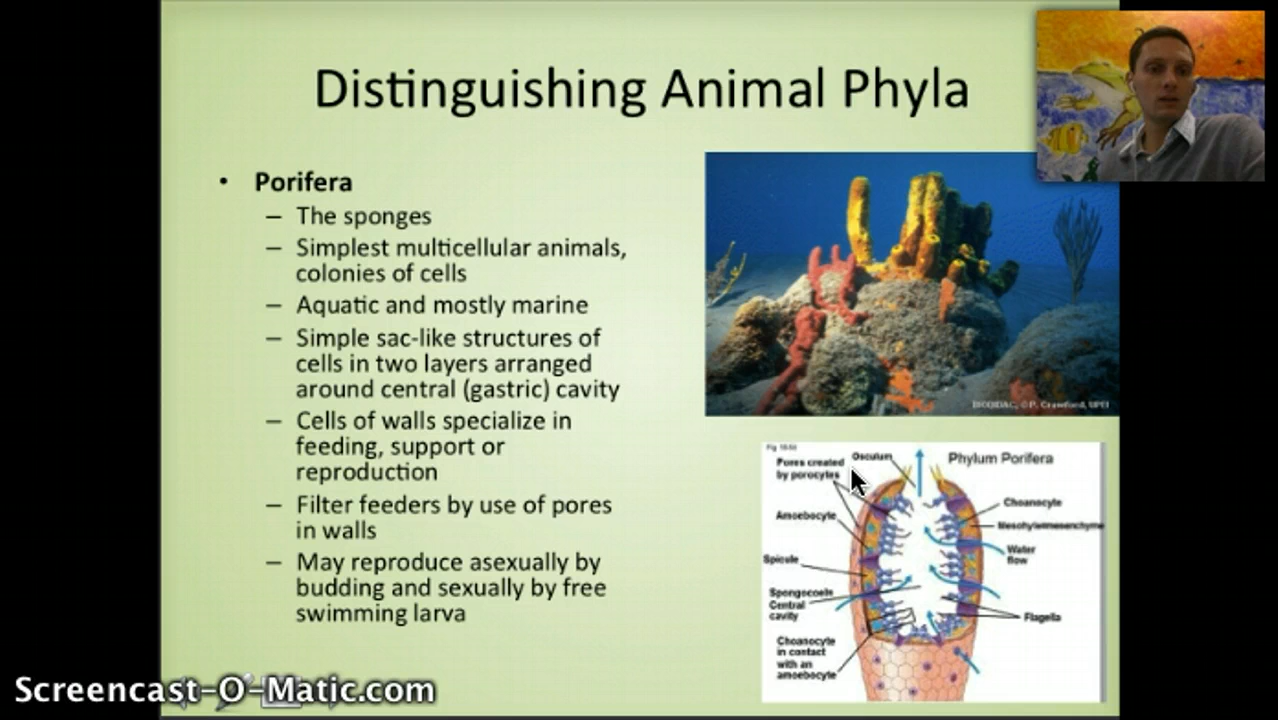 Distinguishing Animal Phyla
• Porifera
– The sponges
– Simplest multicellular animals,
colonies of cells
– Aquatic and mostly marine
– Simple sac-like structures of
cells in two layers arranged
around central (gastric) cavity
– Cells of walls specialize in
feeding, support or
reproduction
– Filter feeders by use of pores
in walls
– May reproduce asexually by
budding and sexually by free
swimming larva
Phylum Porifera
Osculum
Pores created
by porocytes
Amoebocyte
Spicule
Spongocoele
Central
cavity
Choanocyte
in contact
with an
amoebocyte
Choanocyte
Water
flow
Flagella
Screencast-O-Matic.com